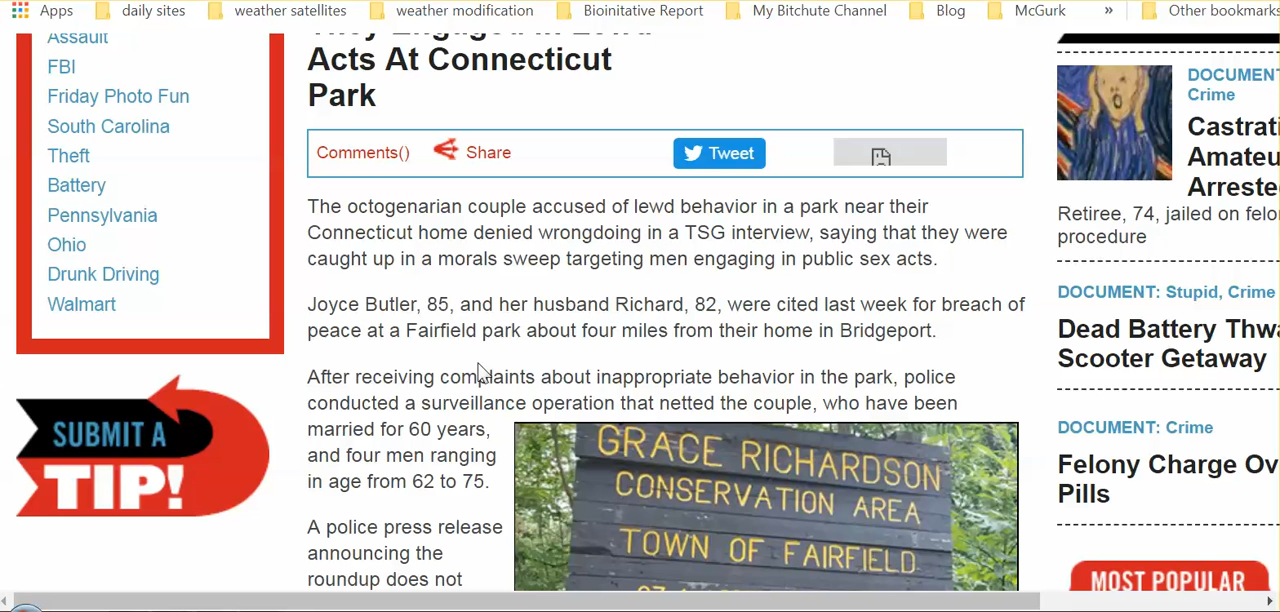 Apps daily sites weather satellites weather modification Bioinitative Report My Bitchute Channel Blog McGurk » Other bookmarks
Assault
FBI
Friday Photo Fun
South Carolina
Theft
Battery
Pennsylvania
Ohio
Drunk Driving
Walmart
SUBMIT A
TIP!
Acts At Connecticut
Park
Comments() Share Tweet
The octogenarian couple accused of lewd behavior in a park near their
Connecticut home denied wrongdoing in a TSG interview, saying that they were
caught up in a morals sweep targeting men engaging in public sex acts.
Joyce Butler, 85, and her husband Richard, 82, were cited last week for breach of
peace at a Fairfield park about four miles from their home in Bridgeport.
After receiving complaints about inappropriate behavior in the park, police
conducted a surveillance operation that netted the couple, who have been
married for 60 years,
and four men ranging
in age from 62 to 75.
A police press release
announcing the
roundup does not
GRACE RICHARDSON
CONSERVATION AREA
TOWN OF FAIRFIELD
DOCUMENT
Crime
Castrati
Amateu
Arreste
Retiree, 74, jailed on felo
procedure
DOCUMENT: Stupid, Crime
Dead Battery Thwa
Scooter Getaway
DOCUMENT: Crime
Felony Charge Ov
Pills
MOST POPULAR